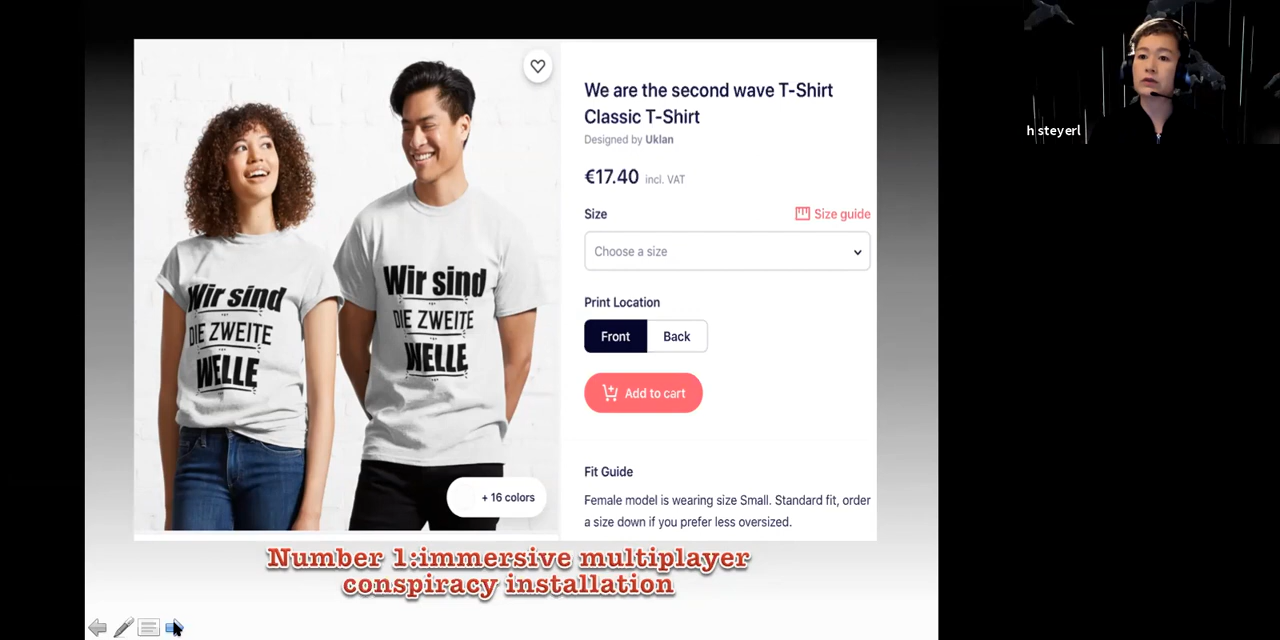 We are the second wave T-Shirt
Classic T-Shirt
Designed by Uklan
€17.40 incl. VAT
Size
Size guide
Choose a size
Print Location
Front
Back
Add to cart
Fit Guide
Female model is wearing size Small. Standard fit, order
a size down if you prefer less oversized.
Wir sind
DIE ZWEITE
WELLE
Wir sind
DIE ZWEITE
WELLE
+ 16 colors
Number 1:immersive multiplayer
conspiracy installation
h steyerl